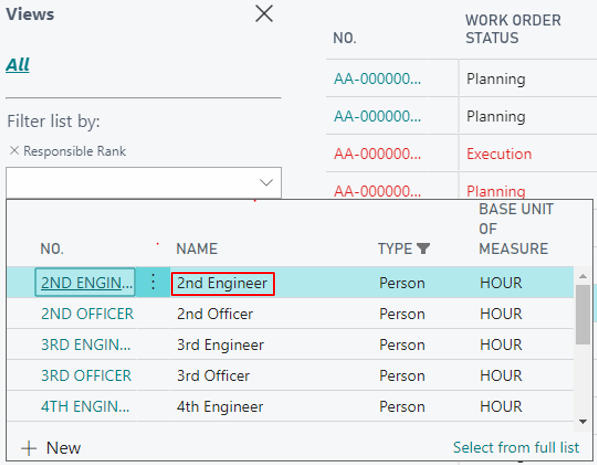 Views
All
Filter list by:
× Responsible Rank
NO. WORK ORDER STATUS
AA-000000... Planning
AA-000000... Planning
AA-000000... Execution
AA-000000... Planning
NO. NAME TYPE BASE UNIT OF MEASURE
2ND ENGIN... 2nd Engineer Person HOUR
2ND OFFICER 2nd Officer Person HOUR
3RD ENGIN... 3rd Engineer Person HOUR
3RD OFFICER 3rd Officer Person HOUR
4TH ENGIN... 4th Engineer Person HOUR
+ New Select from full list